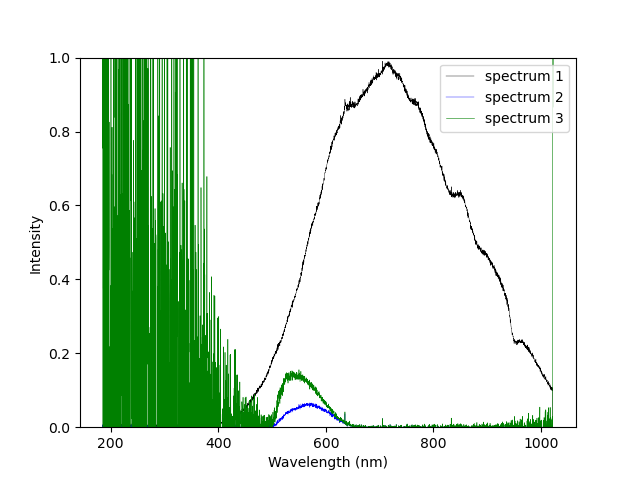 1.0
0.8
0.6
0.4
0.2
0.0
Intensity
spectrum 1
spectrum 2
spectrum 3
200 400 600 800 1000
Wavelength (nm)